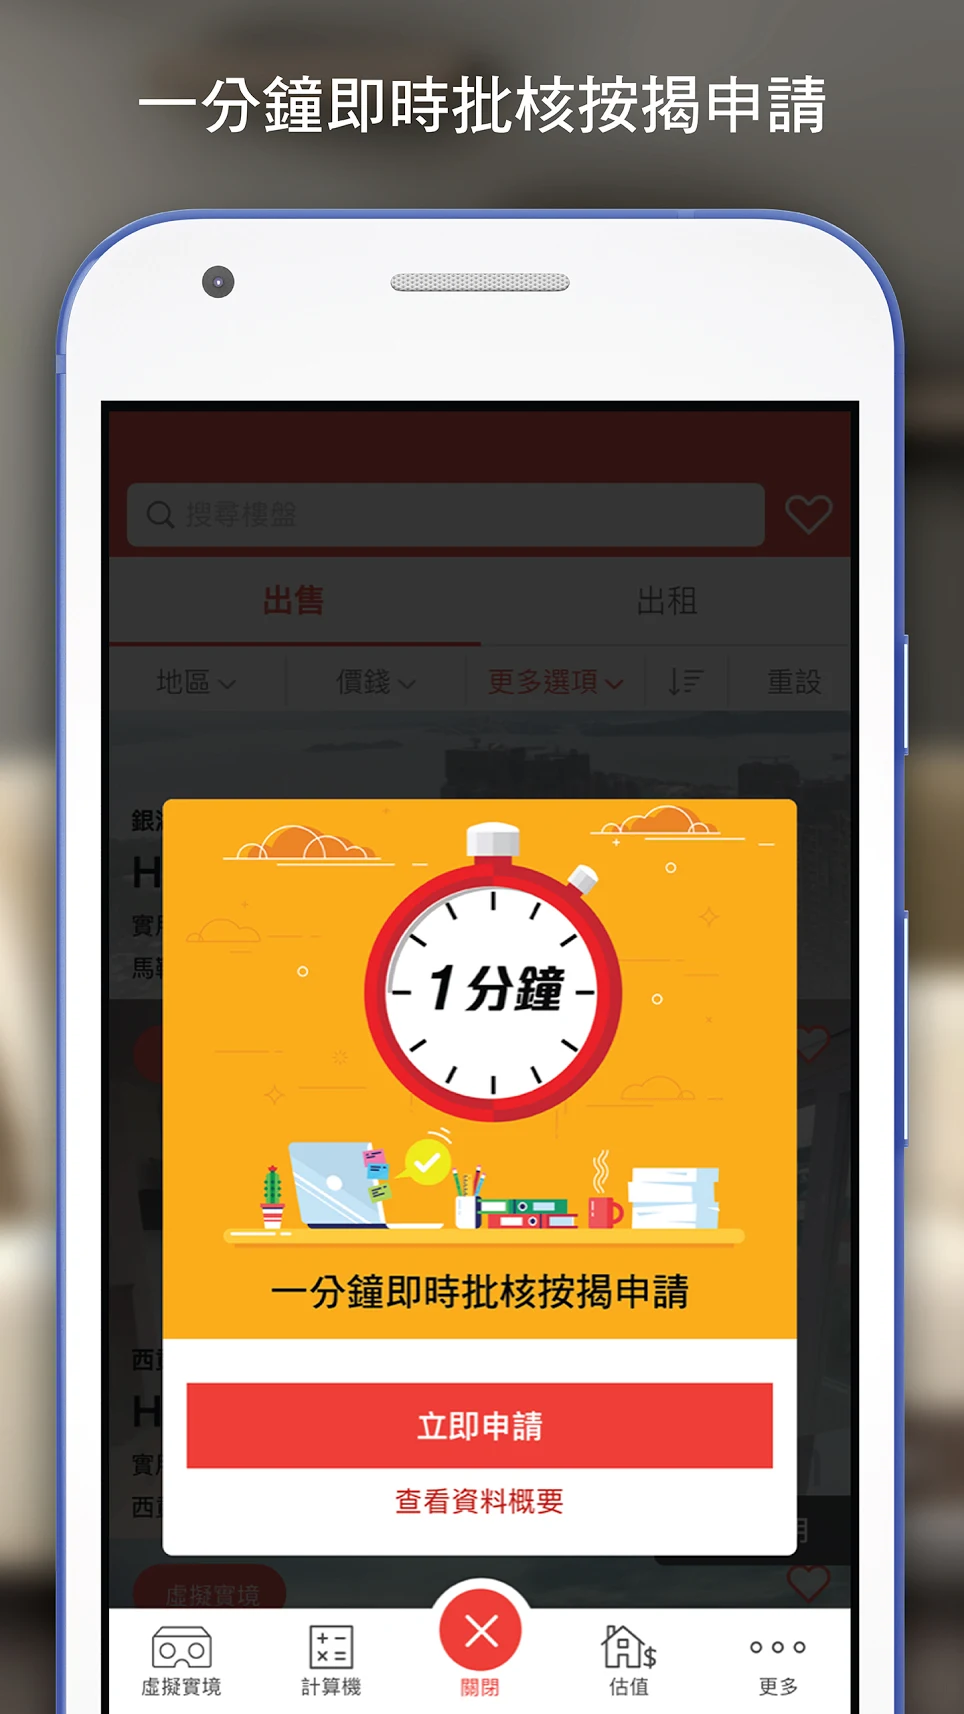 一分鐘即時批核按揭申請
搜尋樓盤
出售
出租
地區
價錢
更多選項
重設
銀
H
實
馬
1分鐘
一分鐘即時批核按揭申請
西
H
實
西
立即申請
查看資料概要
月
虛擬實境
虛擬實境
計算機
關閉
估值
更多